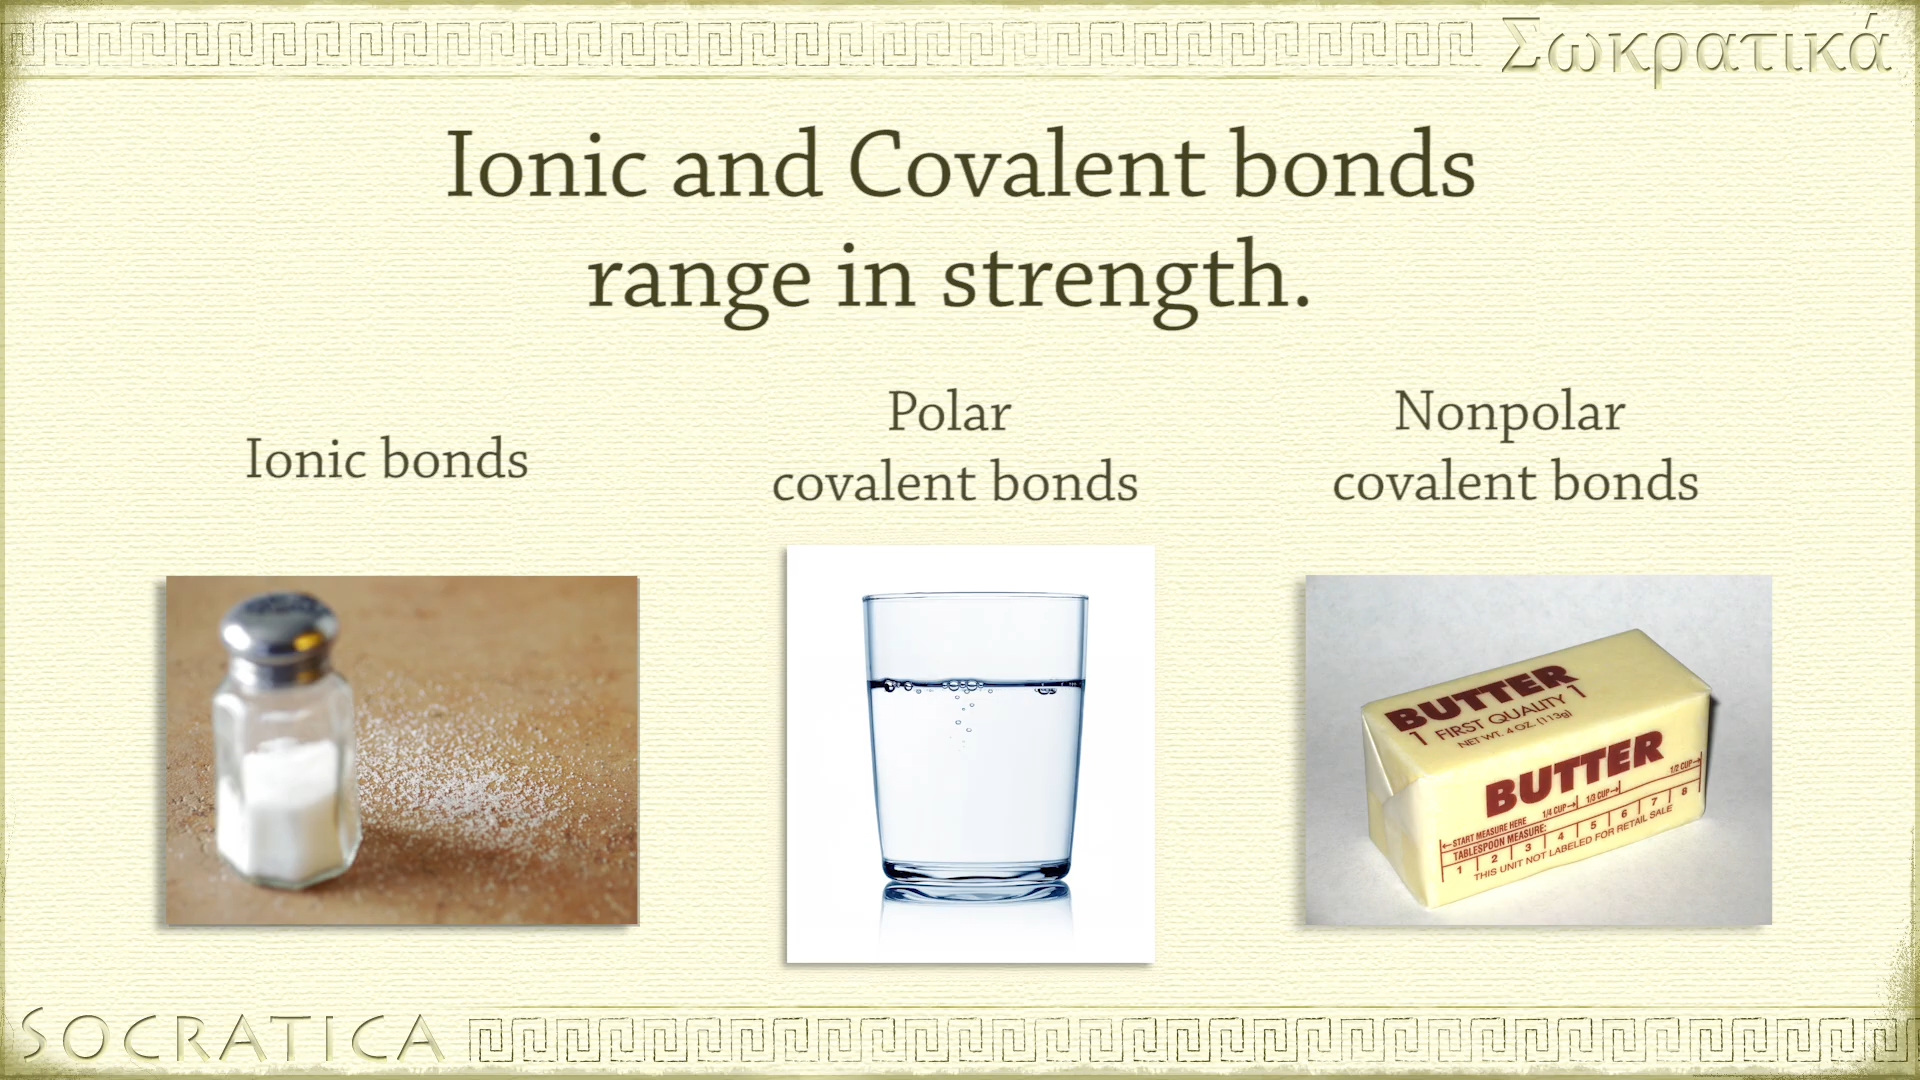 Σωκρατικά
Ionic and Covalent bonds
range in strength.
Ionic bonds
Polar
covalent bonds
Nonpolar
covalent bonds
BUTTER
1 FIRST QUALITY 1
NET WT. 4 OZ. (113g)
BUTTER
1/4 CUP→ 1/3 CUP→ 1/2 CUP→
←START MEASURE HERE
TABLESPOON MEASURE:
1 2 3 4 5 6 7 8
THIS UNIT NOT LABELED FOR RETAIL SALE
SOCRATICA